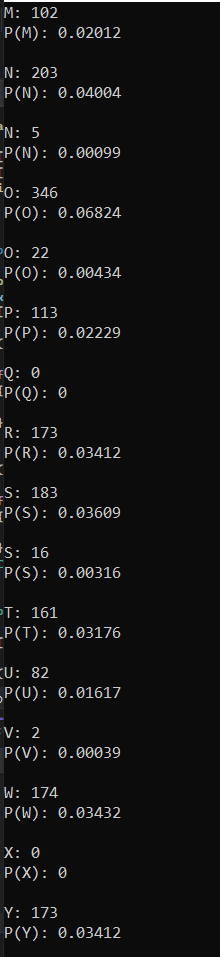 M: 102
P(M): 0.02012
N: 203
P(N): 0.04004
N: 5
P(N): 0.00099
O: 346
P(O): 0.06824
O: 22
P(O): 0.00434
P: 113
P(P): 0.02229
Q: 0
P(Q): 0
R: 173
P(R): 0.03412
S: 183
P(S): 0.03609
S: 16
P(S): 0.00316
T: 161
P(T): 0.03176
U: 82
P(U): 0.01617
V: 2
P(V): 0.00039
W: 174
P(W): 0.03432
X: 0
P(X): 0
Y: 173
P(Y): 0.03412